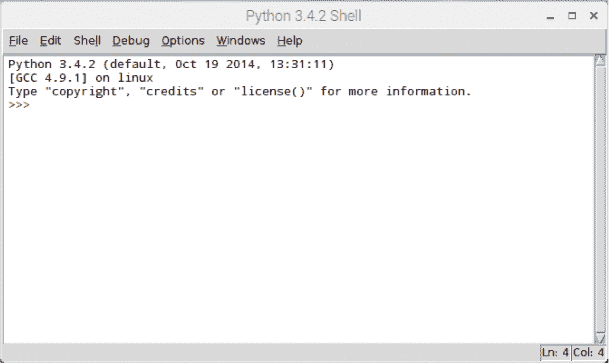 Python 3.4.2 Shell
File Edit Shell Debug Options Windows Help
Python 3.4.2 (default, Oct 19 2014, 13:31:11)
[GCC 4.9.1] on linux
Type "copyright", "credits" or "license()" for more information.
>>>
Ln: 4 Col: 4